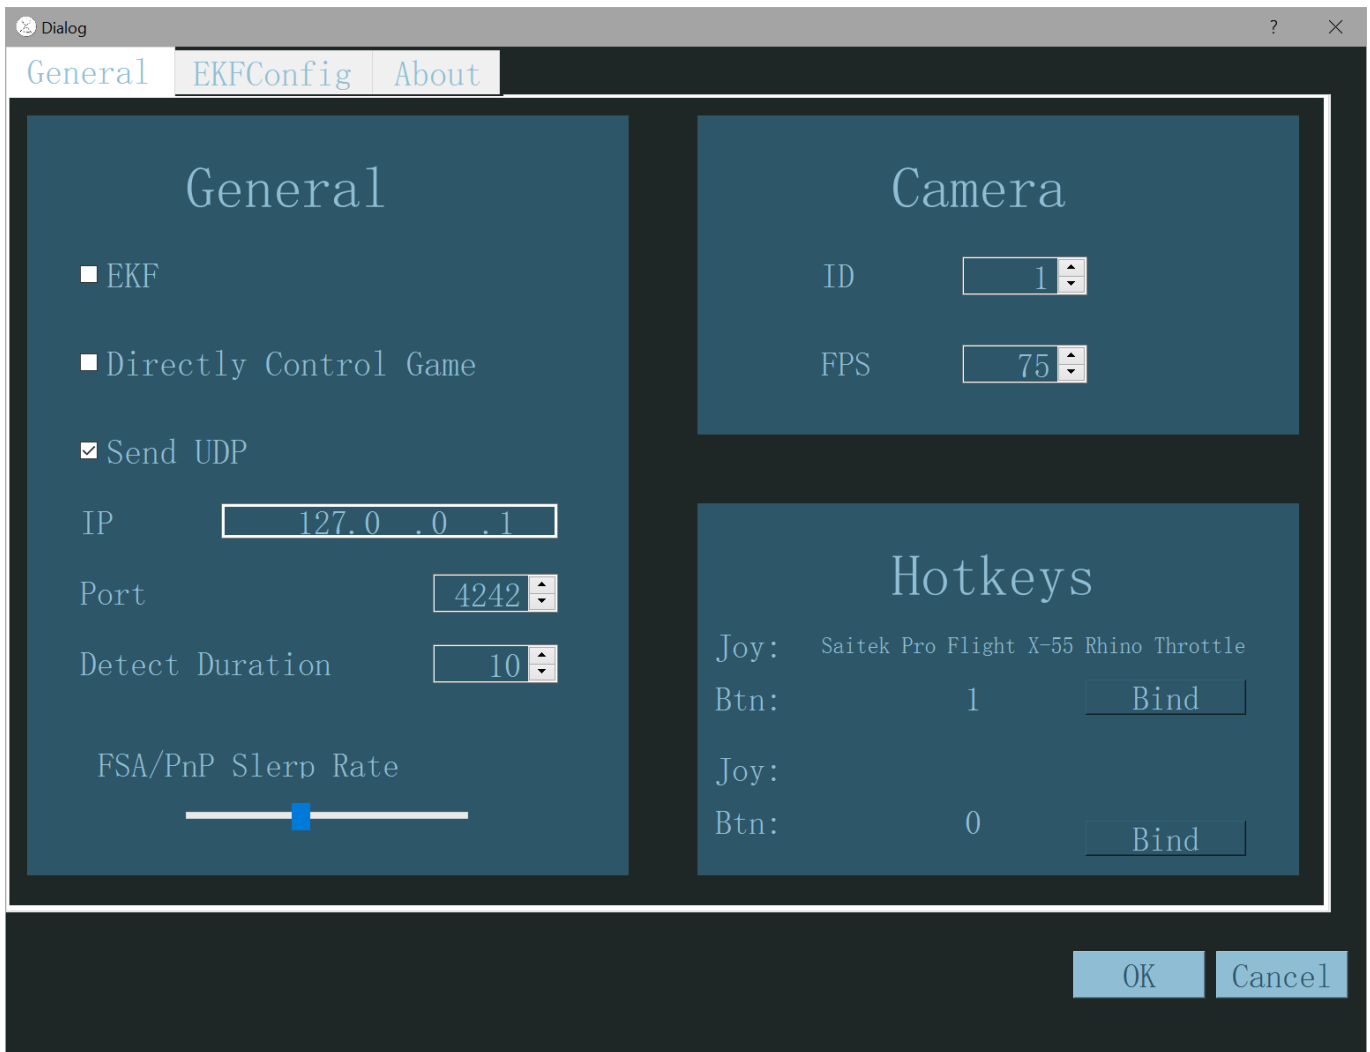 Dialog
?
General EKFConfig About
General
EKF
Directly Control Game
Send UDP
IP 127.0 .0 .1
Port 4242
Detect Duration 10
FSA/PnP Slerp Rate
Camera
ID 1
FPS 75
Hotkeys
Joy: Saitek Pro Flight X-55 Rhino Throttle
Btn: 1 Bind
Joy:
Btn: 0 Bind
OK Cancel